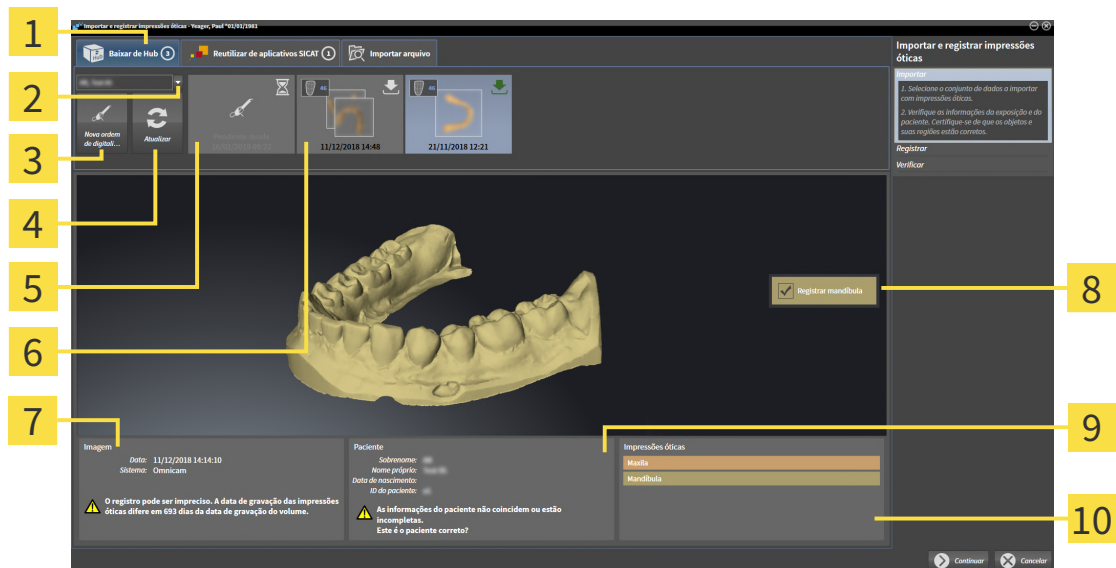 Importar e registrar impressões óticas - Yeager, Paul *01/01/1981
1
2
3
4
5
6
7
8
9
10
Baixar de Hub 3
Reutilizar de aplicativos SICAT 1
Importar arquivo
Nova ordem
de digitali...
Atualizar
46
11/12/2018 14:48
46
21/11/2018 12:21
Importar e registrar impressões
óticas
Importar
1. Selecione o conjunto de dados a importar
com impressões óticas.
2. Verifique as informações da exposição e do
paciente. Certifique-se de que os objetos e
suas regiões estão corretos.
Registrar
Verificar
Registrar mandíbula
Imagem
Data: 11/12/2018 14:14:10
Sistema: Omnicam
O registro pode ser impreciso. A data de gravação das impressões
óticas difere em 693 dias da data de gravação do volume.
Paciente
Sobrenome:
Nome próprio:
Data de nascimento:
ID do paciente:
As informações do paciente não coincidem ou estão
incompletas.
Este é o paciente correto?
Impressões óticas
Maxila
Mandíbula
Continuar
Cancelar